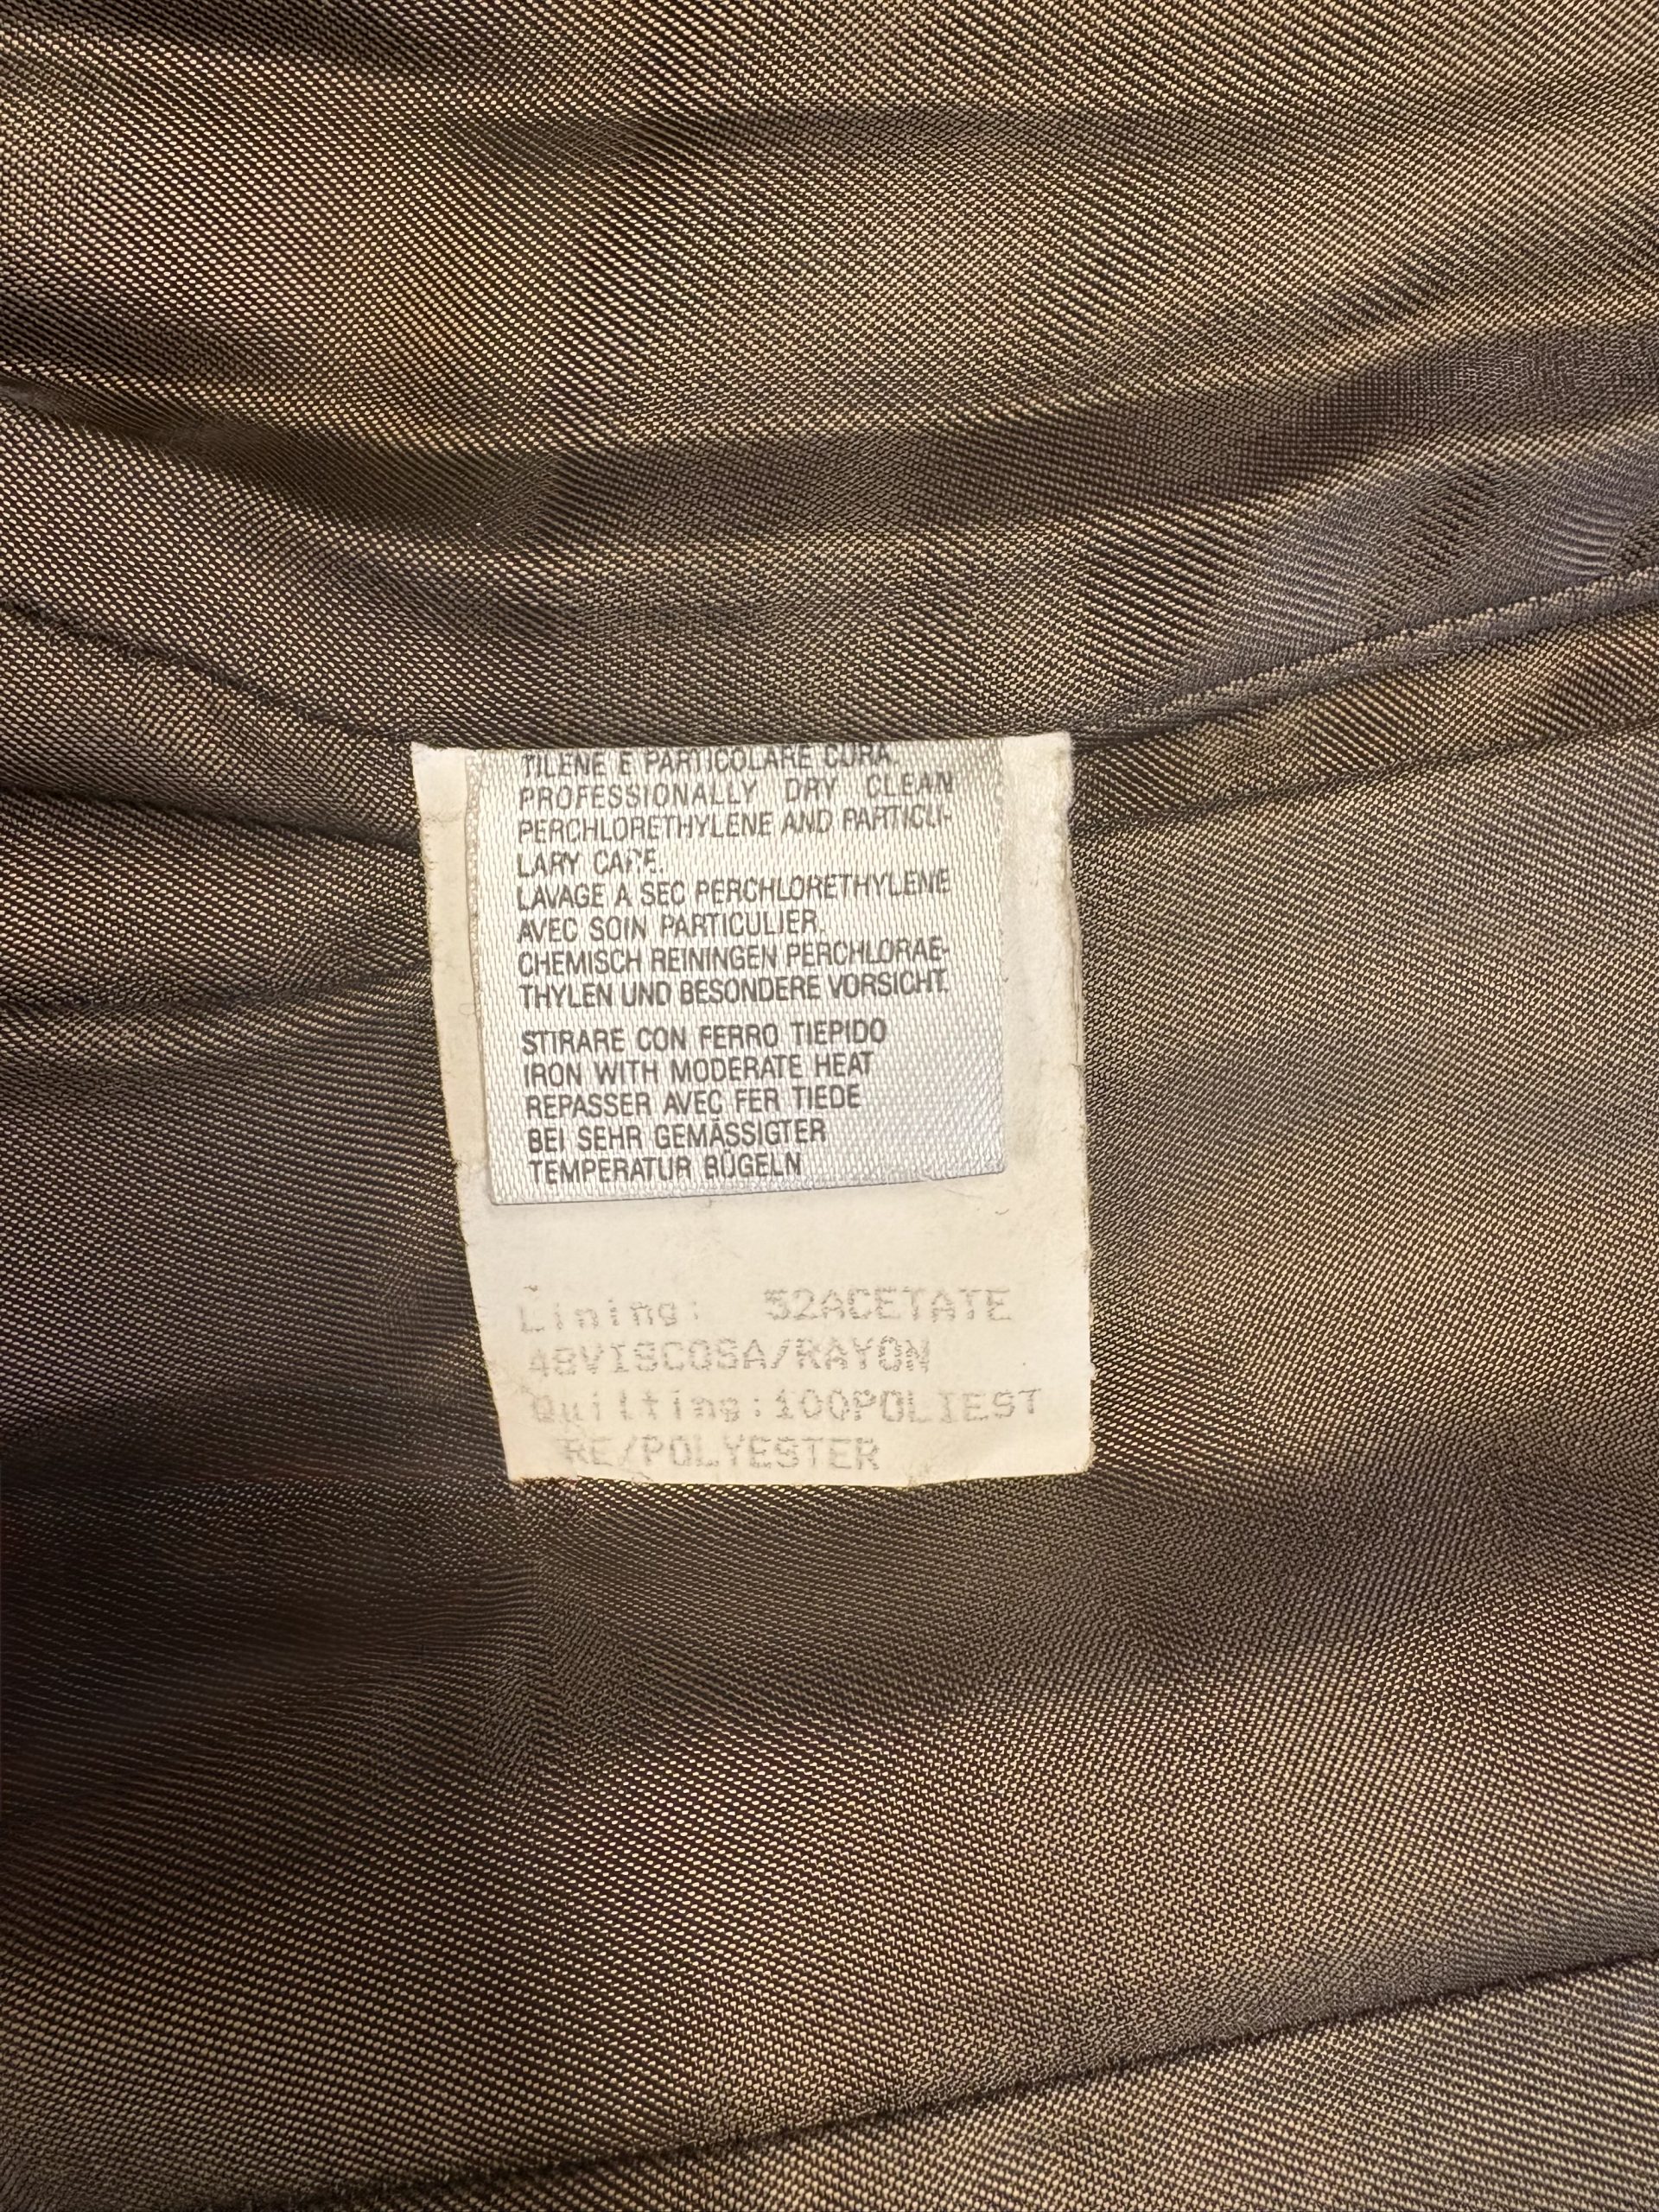 TILENE E PARTICOLARE CURA.
PROFESSIONALLY DRY CLEAN
PERCHLORETHYLENE AND PARTICU-
LARY CARE.
LAVAGE A SEC PERCHLORETHYLENE
AVEC SOIN PARTICULIER.
CHEMISCH REININGEN PERCHLORAE-
THYLEN UND BESONDERE VORSICHT.
STIRARE CON FERRO TIEPIDO
IRON WITH MODERATE HEAT
REPASSER AVEC FER TIEDE
BEI SEHR GEMÄSSIGTER
TEMPERATUR BÜGELN
Lining: 52ACETATE
48VISCOSA/RAYON
Quilting:100POLIEST
RE/POLYESTER